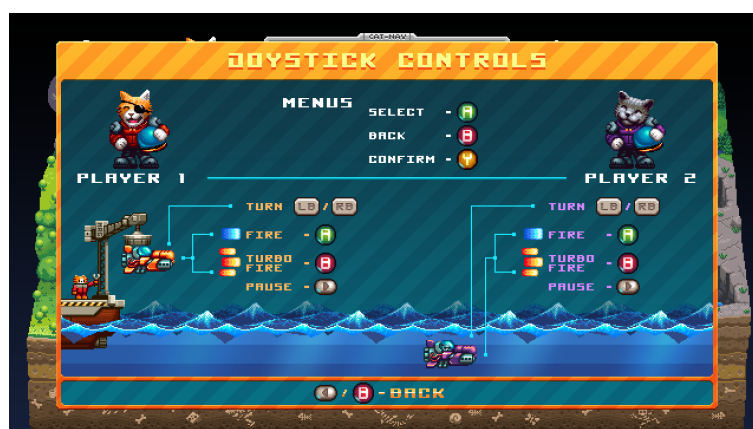 CAT-NAV
JOYSTICK CONTROLS
MENUS
SELECT - A
BACK - B
CONFIRM - Y
PLAYER 1
PLAYER 2
TURN LB / RB
FIRE - A
TURBO
FIRE - B
PAUSE -
TURN LB / RB
FIRE - A
TURBO
FIRE - B
PAUSE -
/ B - BACK